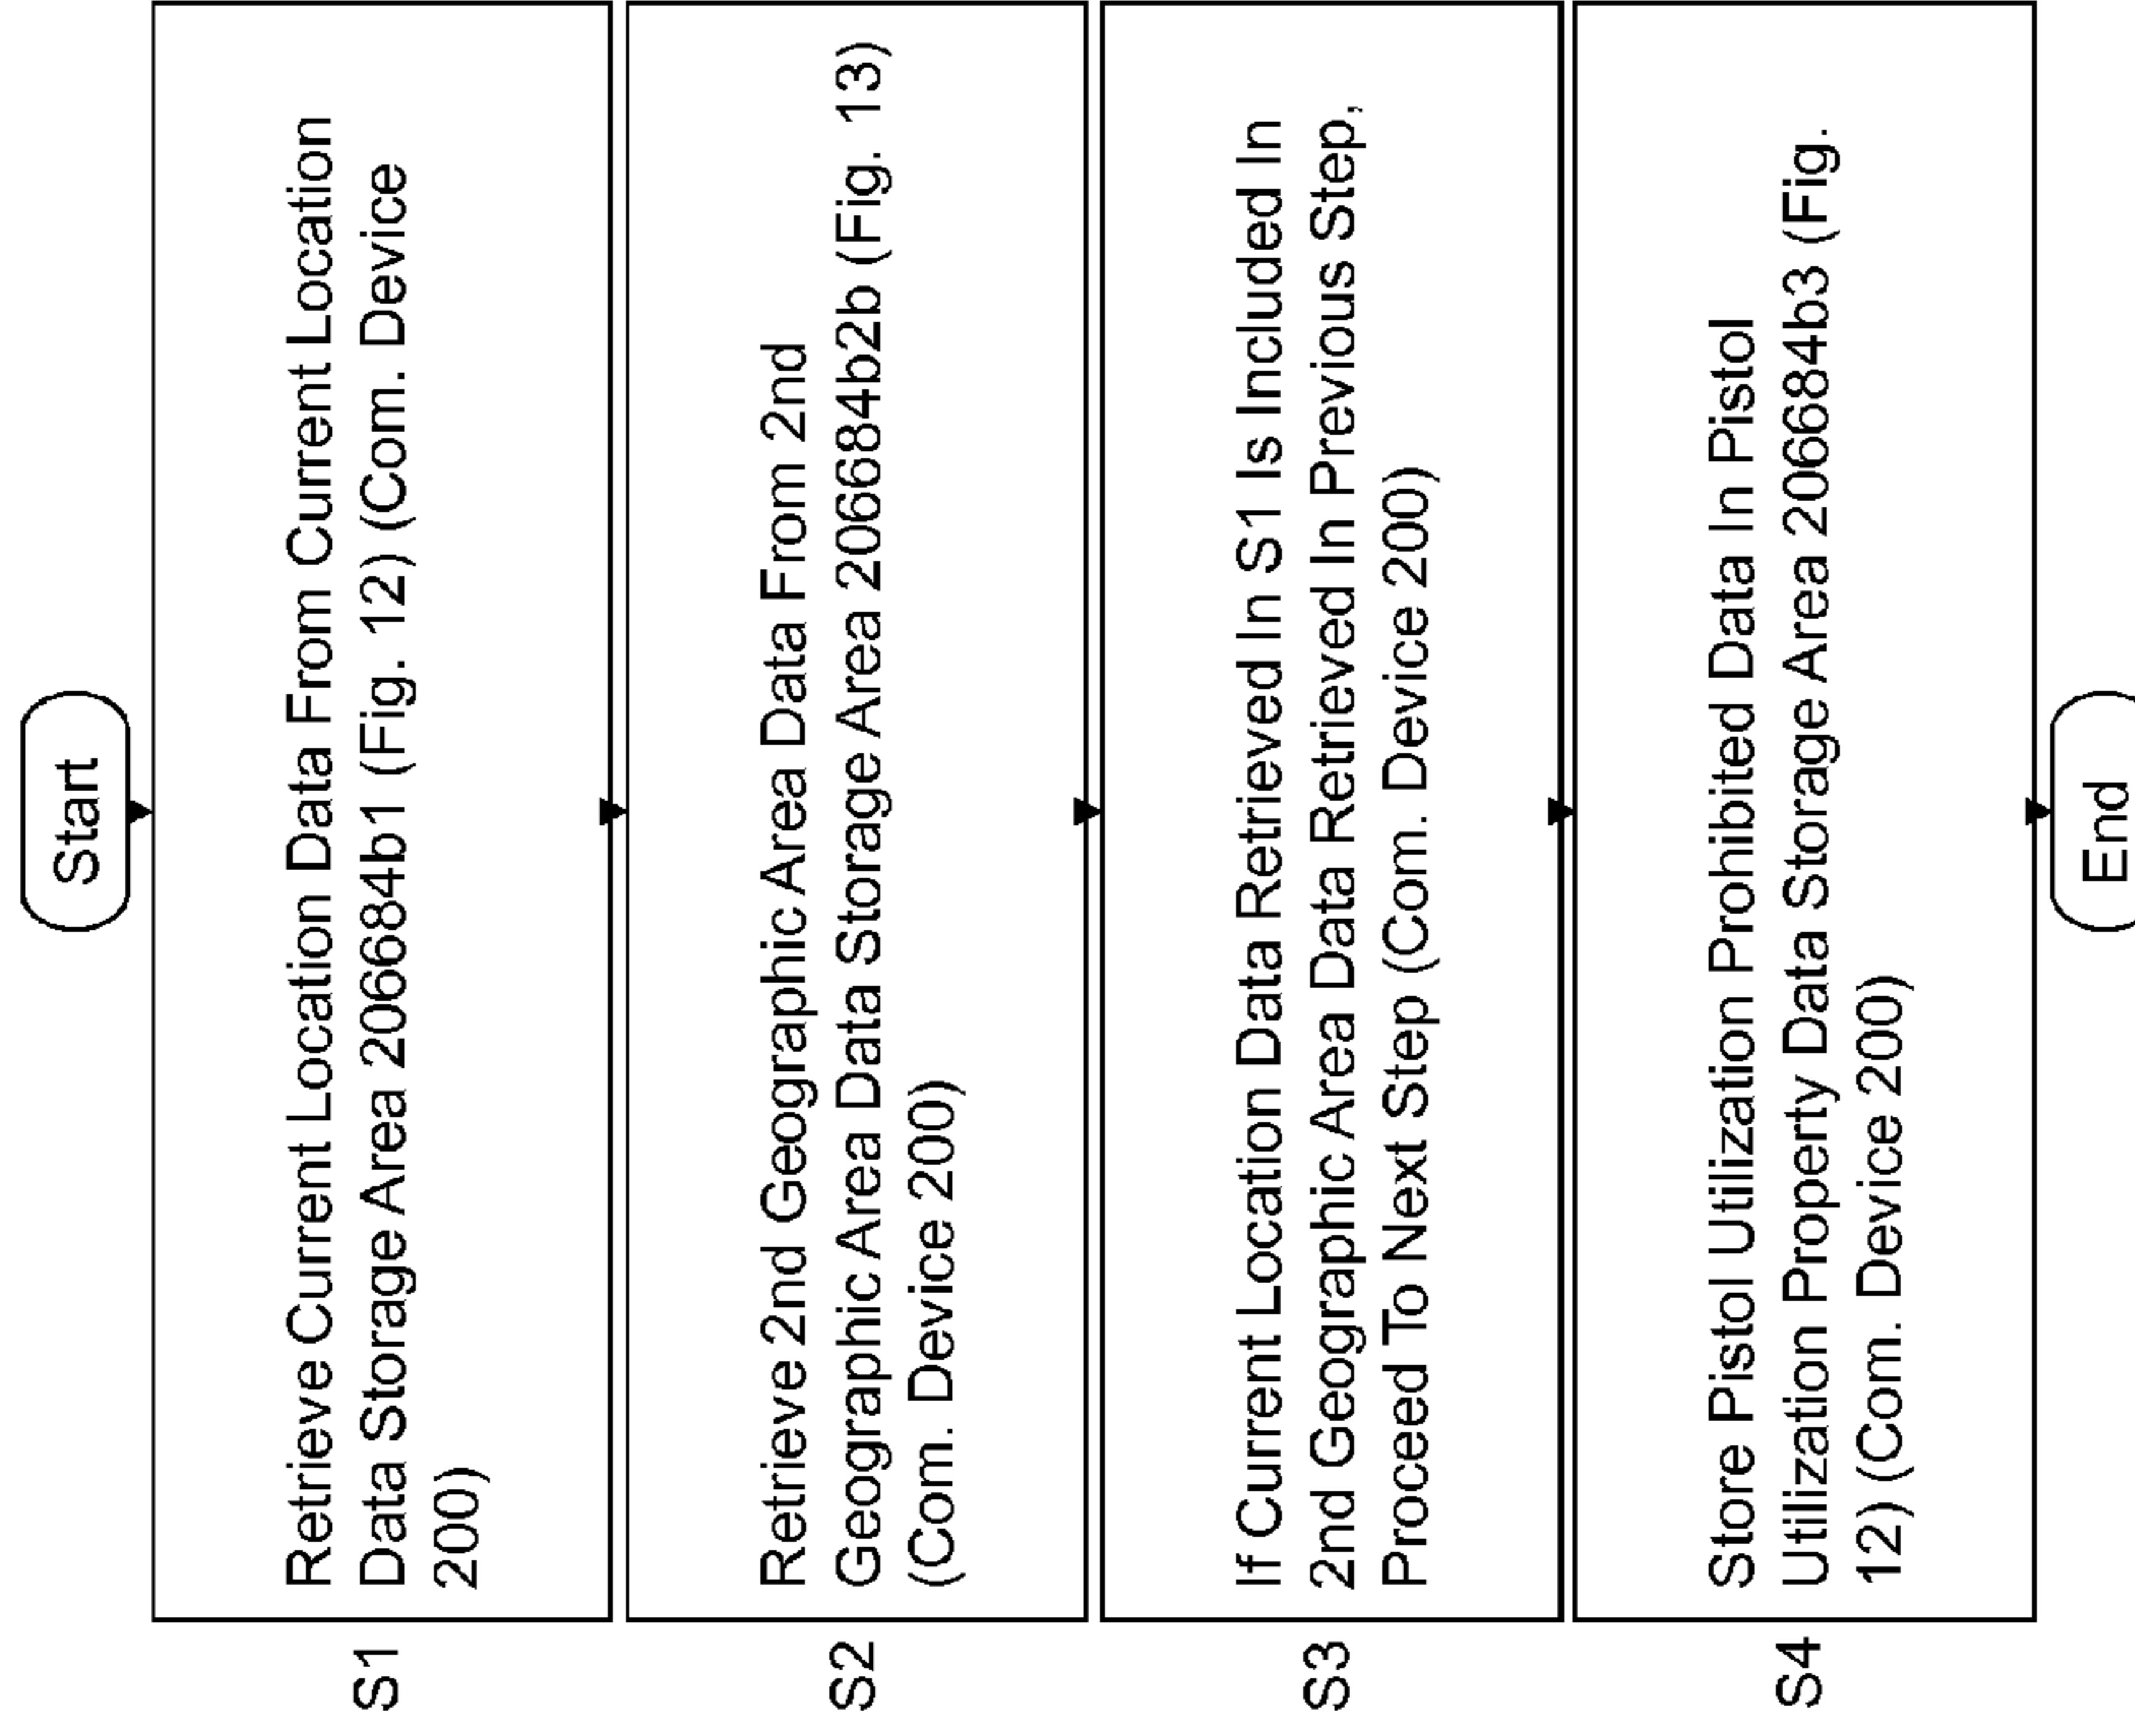 Start
S1
Retrieve Current Location Data From Current Location
Data Storage Area 206684b1 (Fig. 12) (Com. Device
200)
S2
Retrieve 2nd Geographic Area Data From 2nd
Geographic Area Data Storage Area 206684b2b (Fig. 13)
(Com. Device 200)
S3
If Current Location Data Retrieved In S1 Is Included In
2nd Geographic Area Data Retrieved In Previous Step,
Proceed To Next Step (Com. Device 200)
S4
Store Pistol Utilization Prohibited Data In Pistol
Utilization Property Data Storage Area 206684b3 (Fig.
12) (Com. Device 200)
End